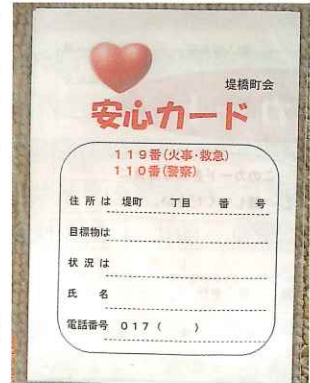 堤橋町会
安心カード
119番(火事・救急)
110番(警察)
住所は 堤町 丁目 番 号
目標物は
状況は
氏 名
電話番号 017( )